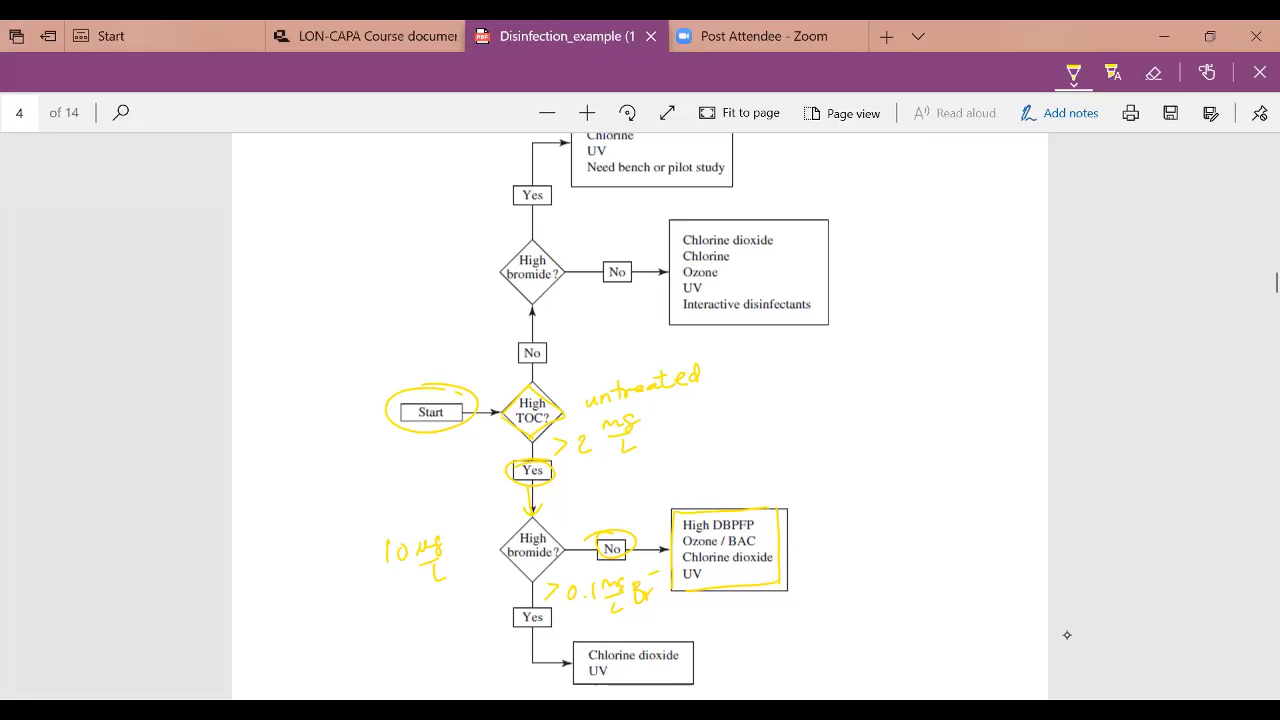 Start
LON-CAPA Course documen
Disinfection_example (1
Post Attendee - Zoom
4 of 14
Fit to page
Page view
Read aloud
Add notes
Chlorine
UV
Need bench or pilot study
Yes
High
bromide?
No
Chlorine dioxide
Chlorine
Ozone
UV
Interactive disinfectants
No
untreated
Start
High
TOC?
> 2 mg/L
Yes
High
bromide?
No
High DBPFP
Ozone / BAC
Chlorine dioxide
UV
10 µg/L
> 0.1 mg/L Br⁻
Yes
Chlorine dioxide
UV